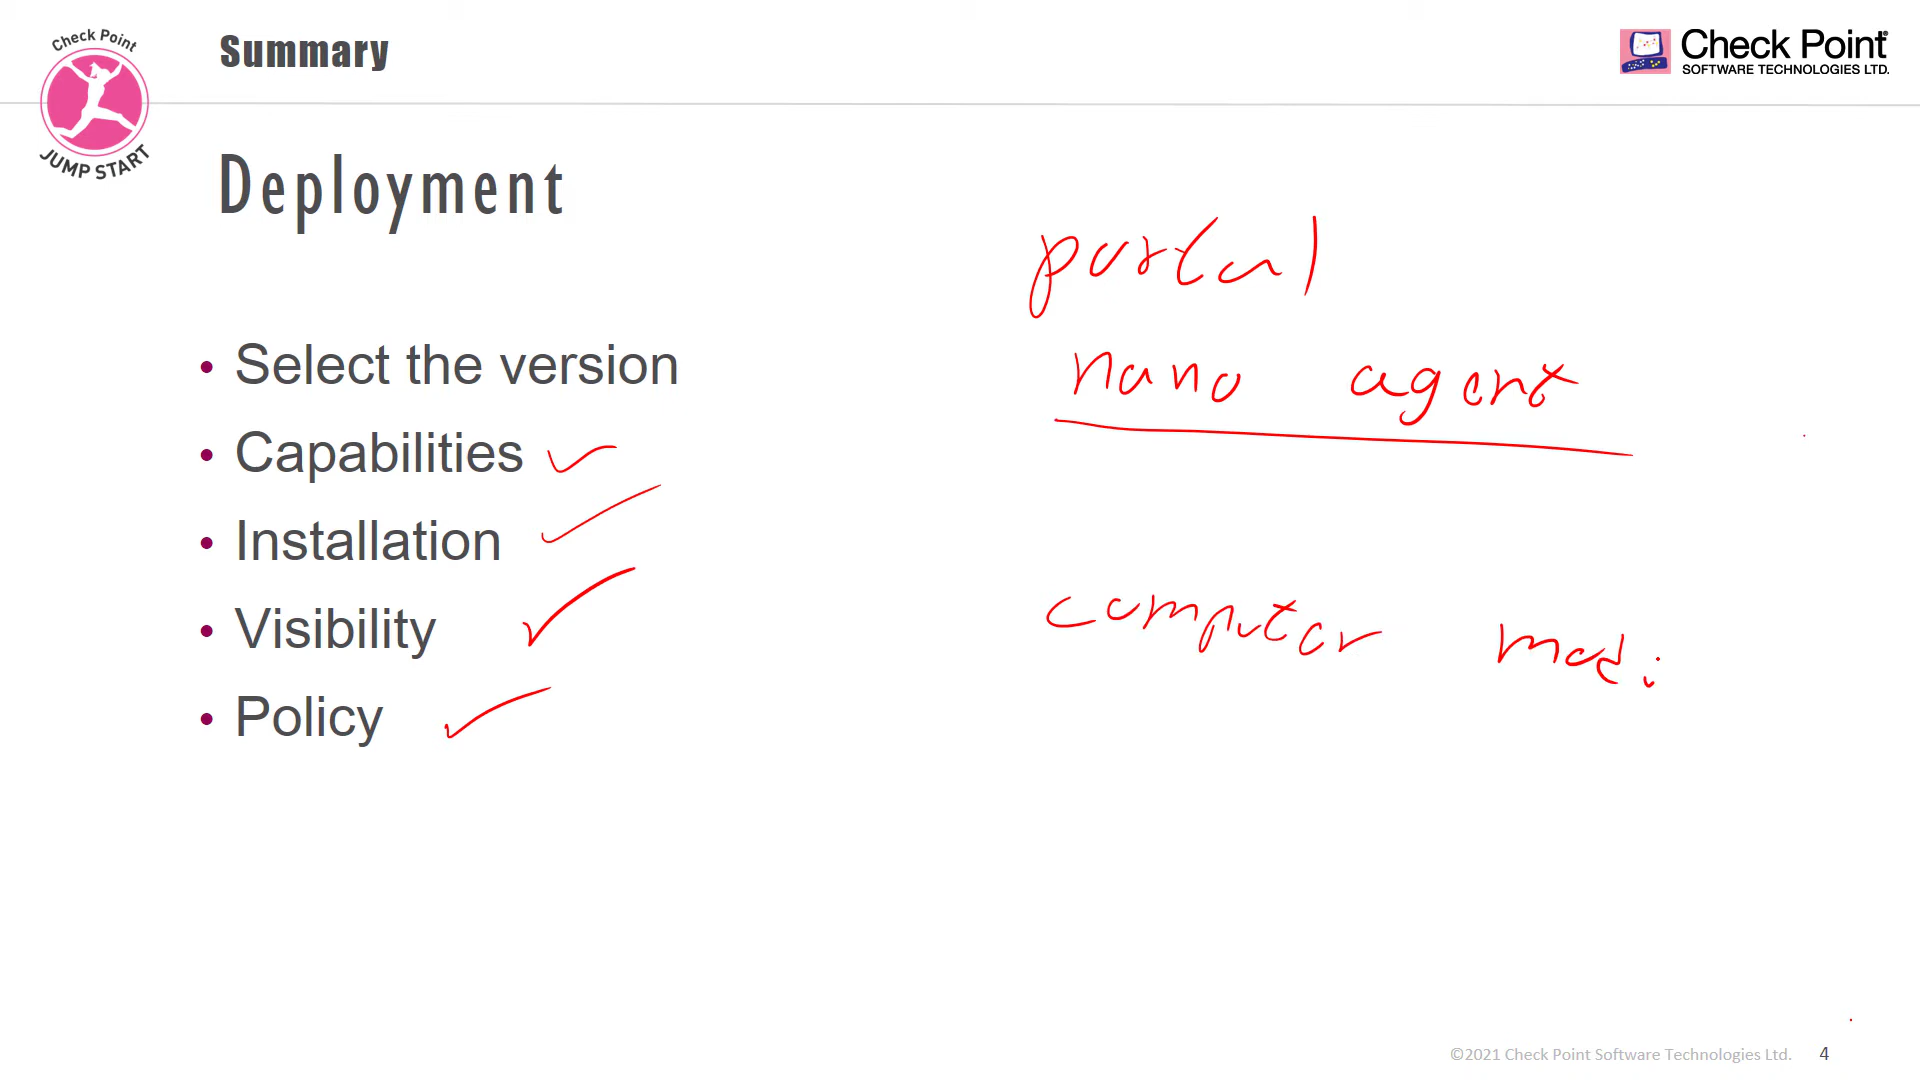 Check Point
JUMP START
Summary
Check Point
SOFTWARE TECHNOLOGIES LTD.
Deployment
• Select the version
• Capabilities
• Installation
• Visibility
• Policy
portal
nano agent
computer
©2021 Check Point Software Technologies Ltd. 4